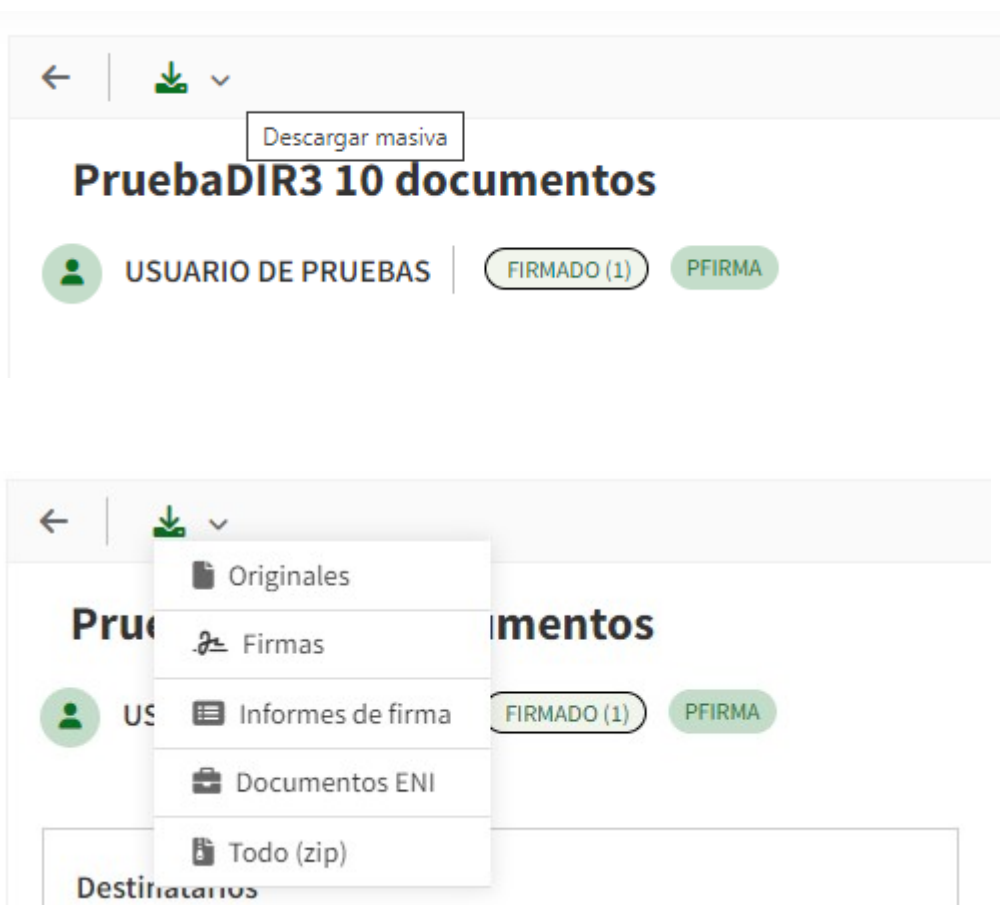 Descargar masiva
PruebaDIR3 10 documentos
USUARIO DE PRUEBAS FIRMADO (1) PFIRMA
Originales
Prue mentos
Firmas
US Informes de firma FIRMADO (1) PFIRMA
Documentos ENI
Todo (zip)
Destinatarios